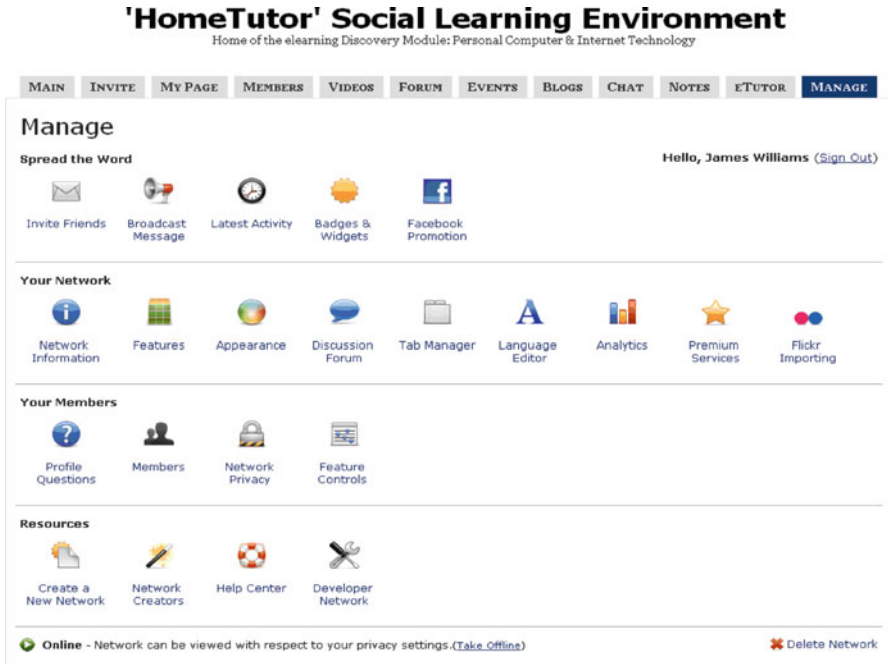 'HomeTutor' Social Learning Environment
Home of the elearning Discovery Module: Personal Computer & Internet Technology
MAIN INVITE MY PAGE MEMBERS VIDEOS FORUM EVENTS BLOGS CHAT NOTES ETUTOR MANAGE
Manage
Spread the Word
Hello, James Williams (Sign Out)
Invite Friends
Broadcast
Message
Latest Activity
Badges &
Widgets
Facebook
Promotion
Your Network
Network
Information
Features
Appearance
Discussion
Forum
Tab Manager
Language
Editor
Analytics
Premium
Services
Flickr
Importing
Your Members
Profile
Questions
Members
Network
Privacy
Feature
Controls
Resources
Create a
New Network
Network
Creators
Help Center
Developer
Network
Online - Network can be viewed with respect to your privacy settings.(Take Offline)
Delete Network